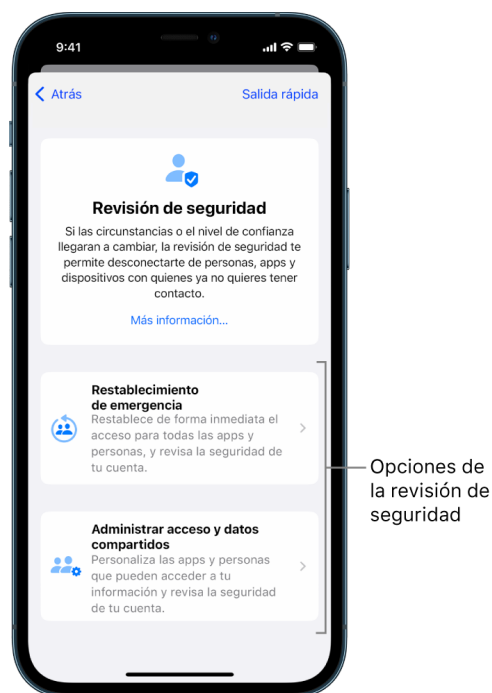 9:41
Atrás
Salida rápida
Revisión de seguridad
Si las circunstancias o el nivel de confianza
llegaran a cambiar, la revisión de seguridad te
permite desconectarte de personas, apps y
dispositivos con quienes ya no quieres tener
contacto.
Más información...
Restablecimiento
de emergencia
Restablece de forma inmediata el
acceso para todas las apps y
personas, y revisa la seguridad de
tu cuenta.
Opciones de
la revisión de
seguridad
Administrar acceso y datos
compartidos
Personaliza las apps y personas
que pueden acceder a tu
información y revisa la seguridad
de tu cuenta.